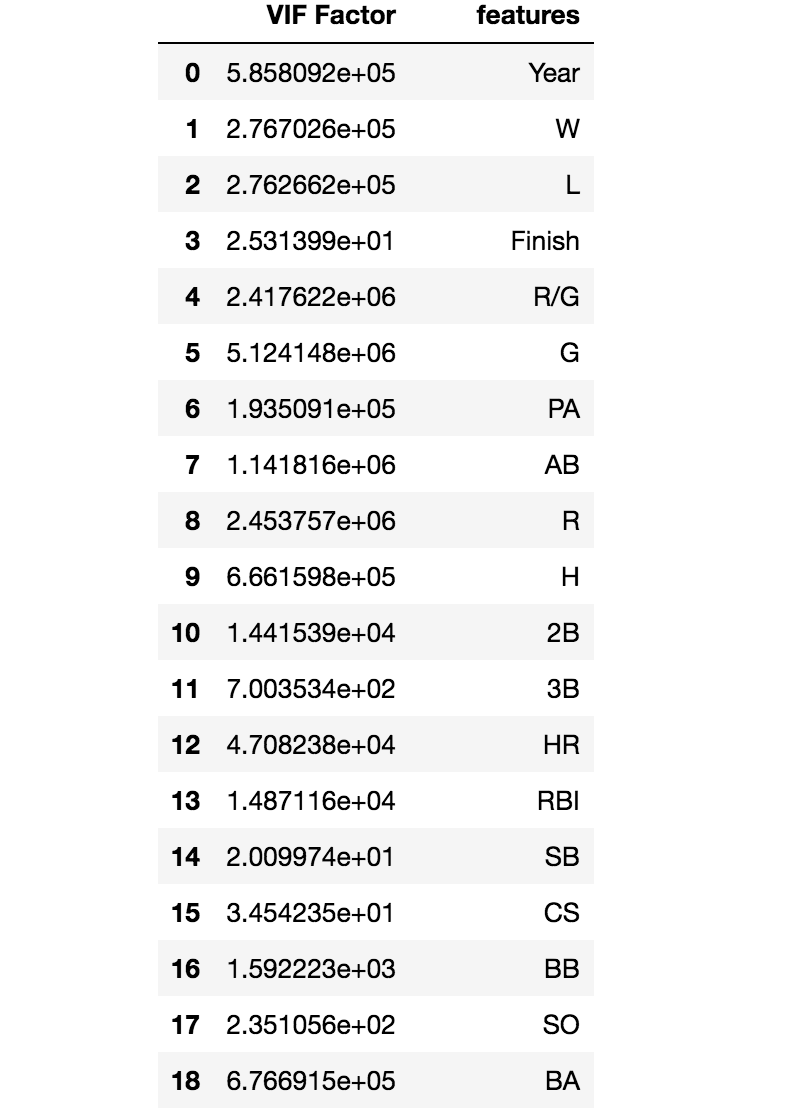 VIF Factor features
0 5.858092e+05 Year
1 2.767026e+05 W
2 2.762662e+05 L
3 2.531399e+01 Finish
4 2.417622e+06 R/G
5 5.124148e+06 G
6 1.935091e+05 PA
7 1.141816e+06 AB
8 2.453757e+06 R
9 6.661598e+05 H
10 1.441539e+04 2B
11 7.003534e+02 3B
12 4.708238e+04 HR
13 1.487116e+04 RBI
14 2.009974e+01 SB
15 3.454235e+01 CS
16 1.592223e+03 BB
17 2.351056e+02 SO
18 6.766915e+05 BA